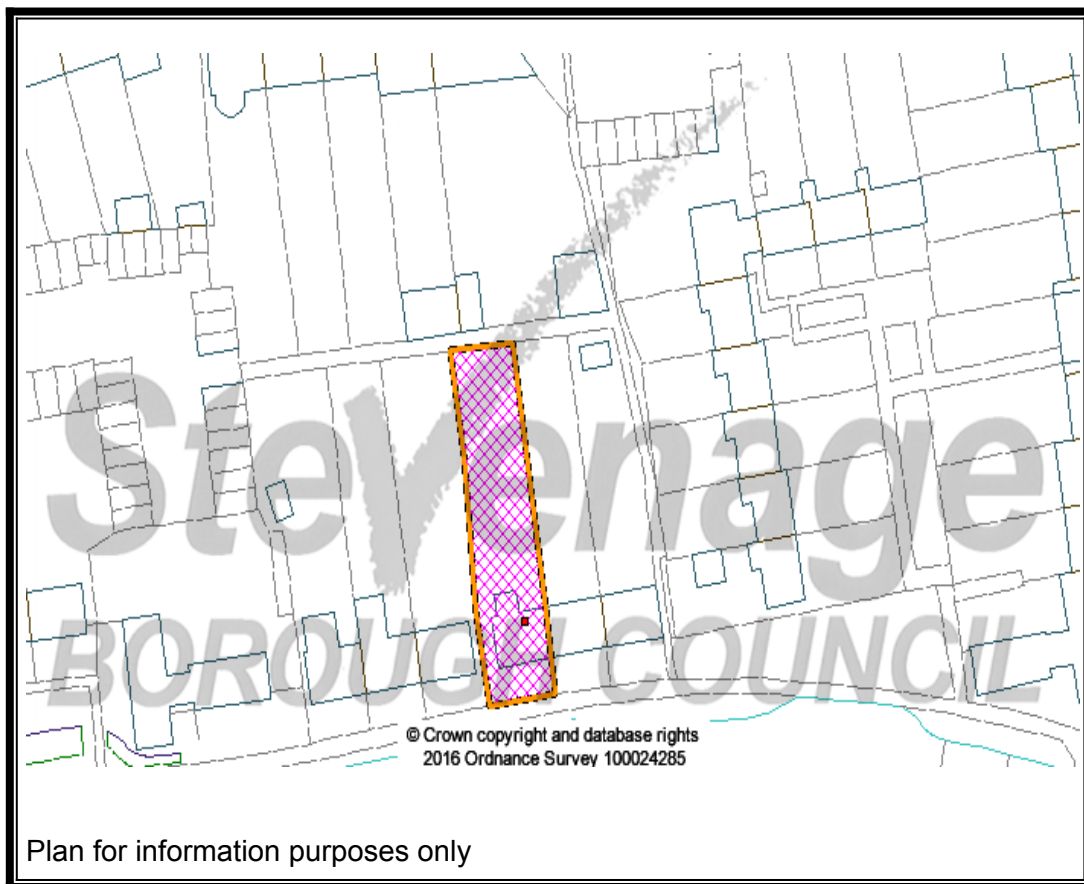 Stevenage
BOROUGH COUNCIL
© Crown copyright and database rights
2016 Ordnance Survey 100024285
Plan for information purposes only